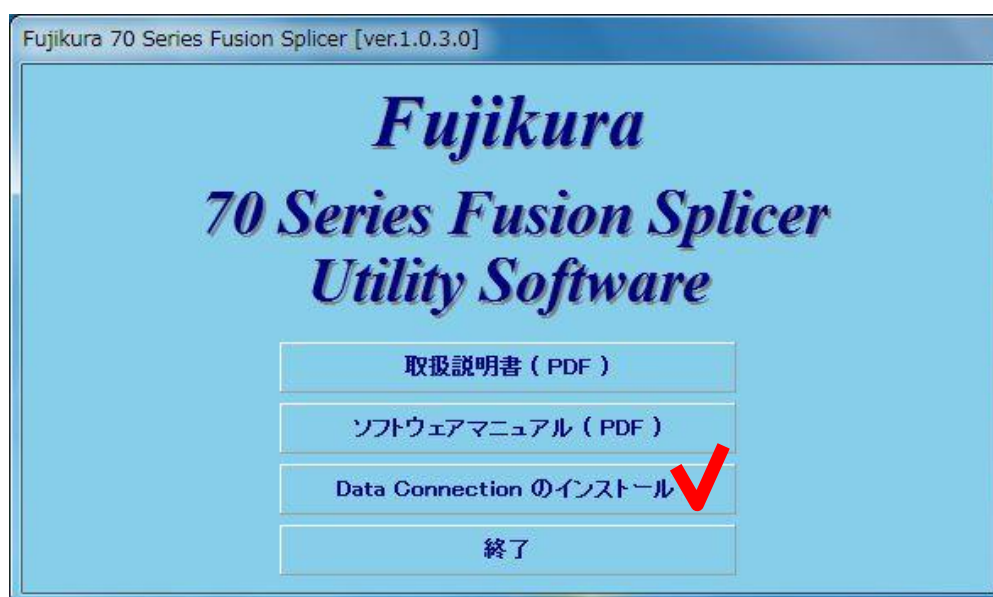 Fujikura 70 Series Fusion Splicer [ver.1.0.3.0]
Fujikura
70 Series Fusion Splicer
Utility Software
取扱説明書 ( PDF )
ソフトウェアマニュアル ( PDF )
Data Connection のインストール
終了